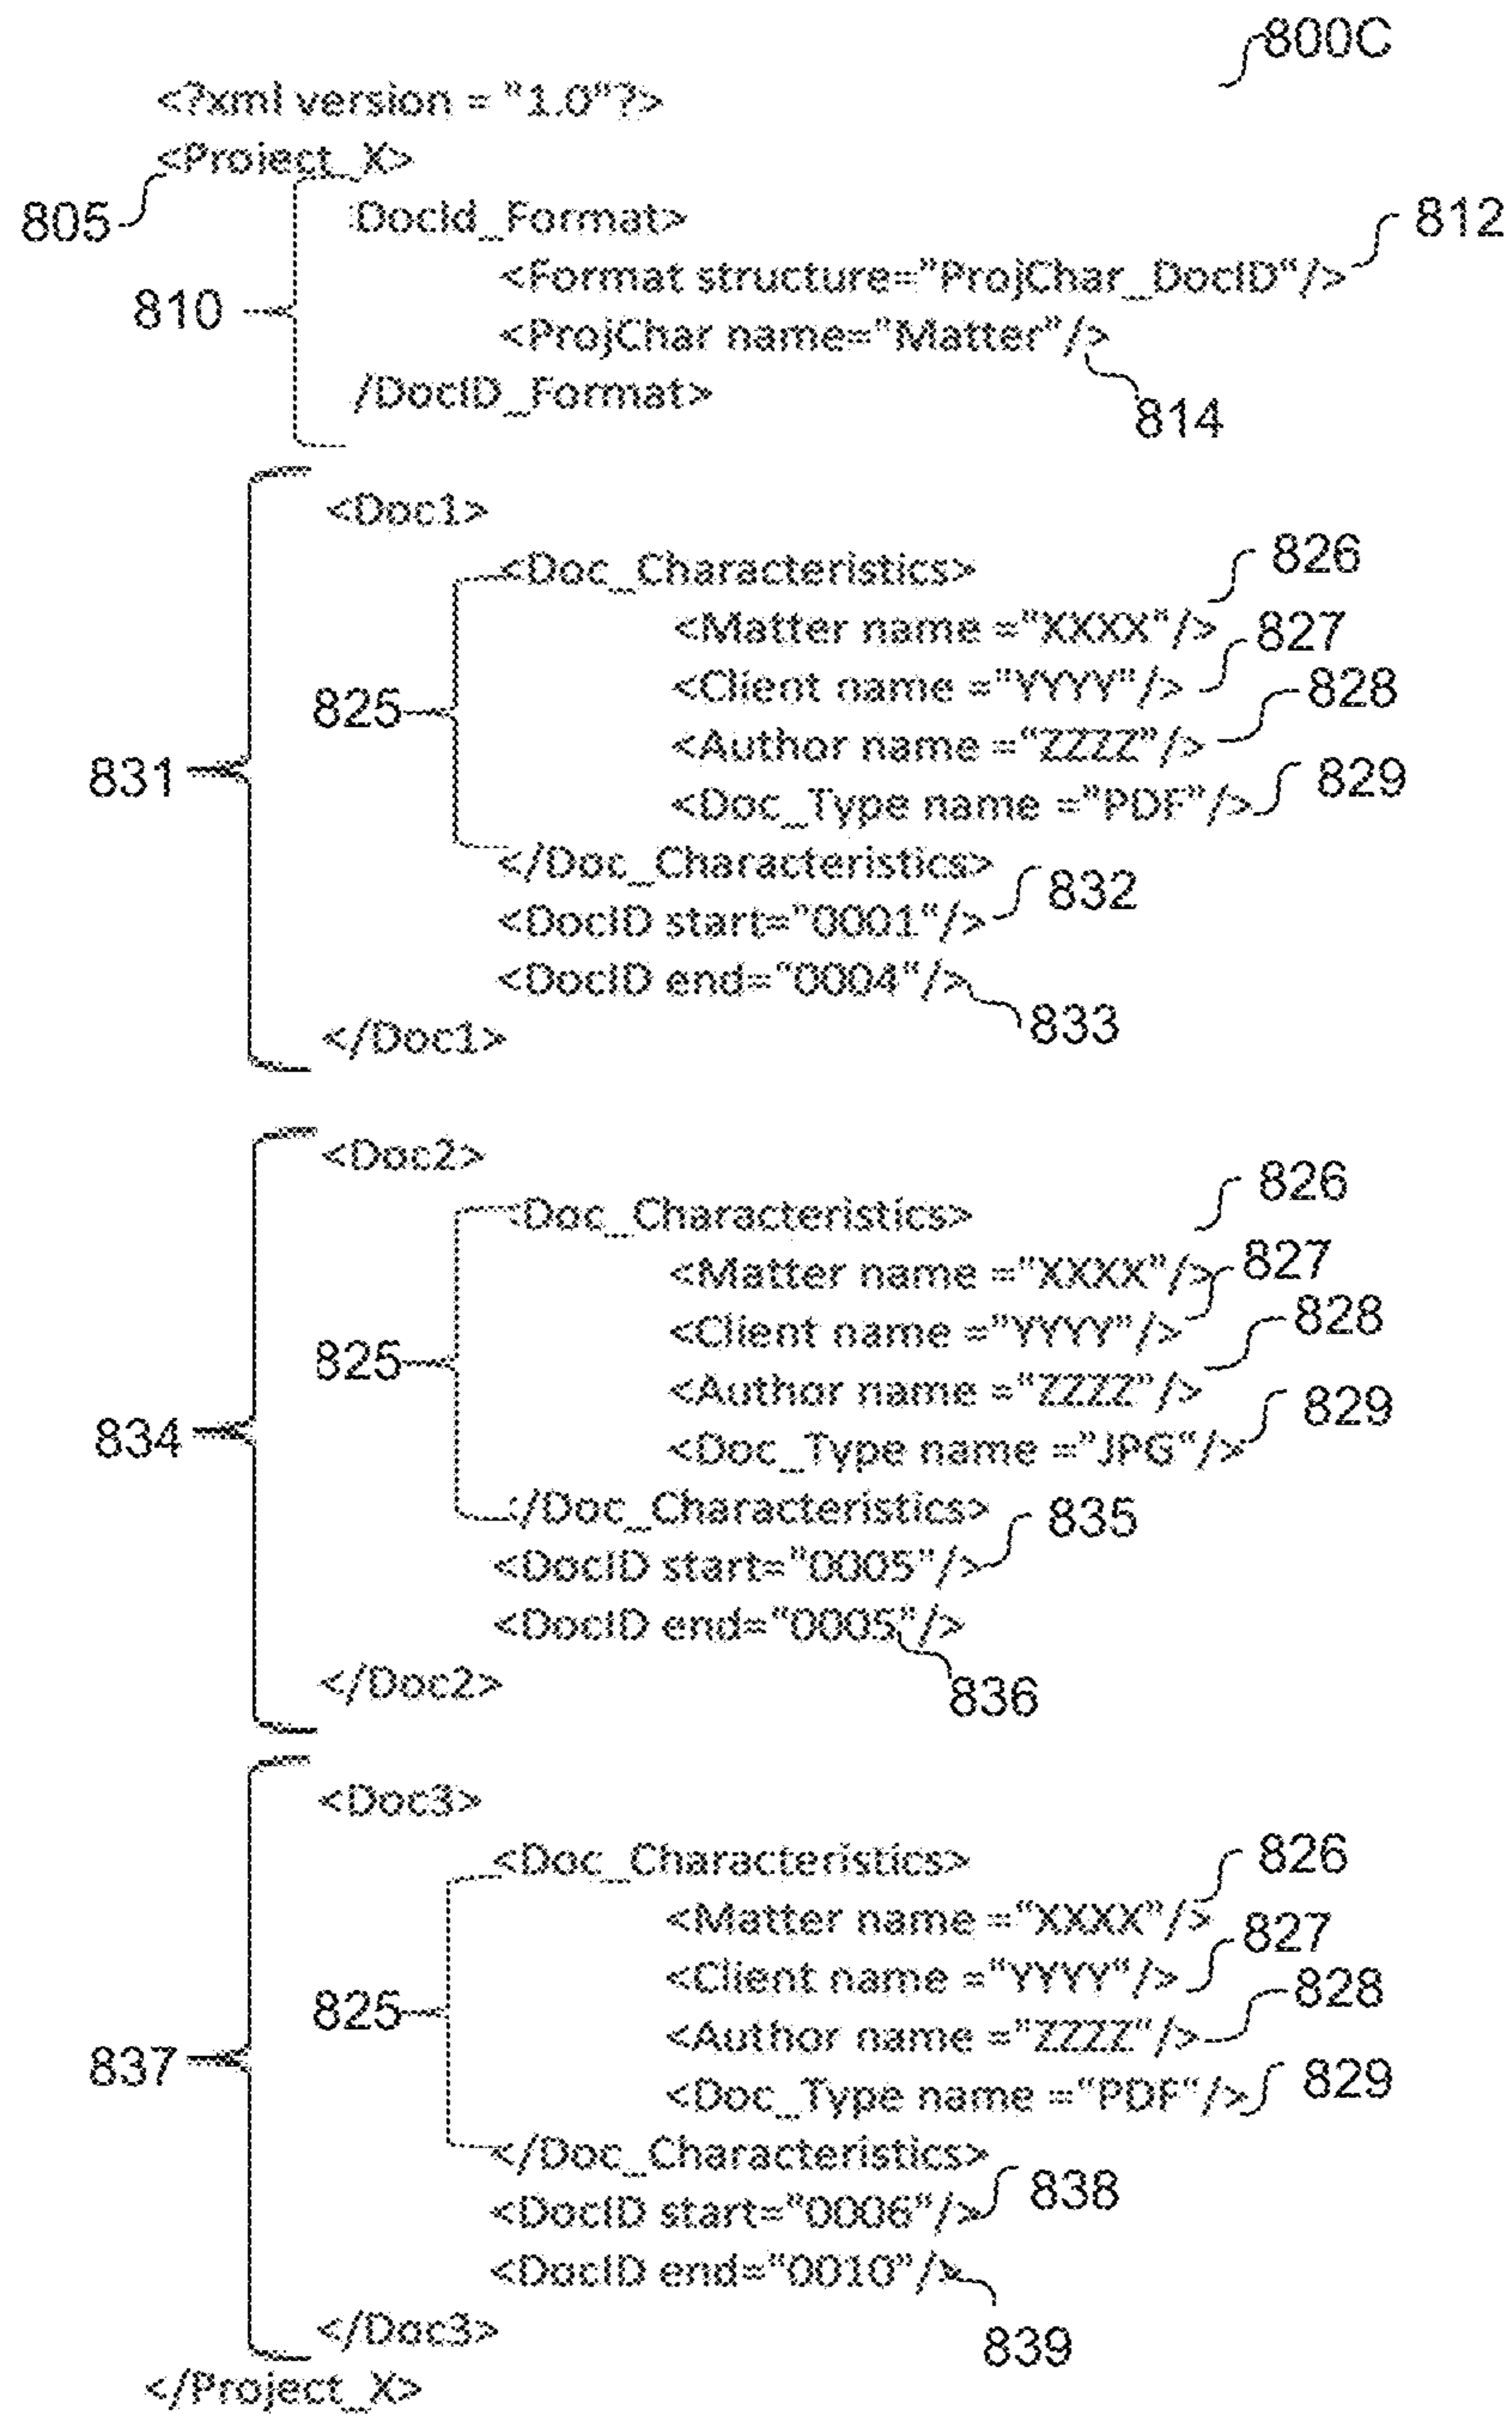 800C
<?xml version = "1.0"?>
<Project_X>
805
:DocId_Format>
812
<Format structure="ProjChar_DocID"/>
810
<ProjChar name="Matter"/>
/DocID_Format>
814
<Doc1>
826
<Doc_Characteristics>
<Matter name ="XXXX"/>
827
<Client name ="YYYY"/>
828
825
<Author name ="ZZZZ"/>
831
829
<Doc_Type name ="PDF"/>
</Doc_Characteristics>
832
<DocID start="0001"/>
<DocID end="0004"/>
833
</Doc1>
<Doc2>
826
:Doc_Characteristics>
827
<Matter name ="XXXX"/>
828
<Client name ="YYYY"/>
825
<Author name ="ZZZZ"/>
829
834
<Doc_Type name ="JPG"/>
:/Doc_Characteristics>
835
<DocID start="0005"/>
<DocID end="0005"/>
</Doc2>
836
<Doc3>
826
<Doc_Characteristics>
<Matter name ="XXXX"/>
827
<Client name ="YYYY"/>
828
825
<Author name ="ZZZZ"/>
837
829
<Doc_Type name ="PDF"/>
</Doc_Characteristics>
838
<DocID start="0006"/>
<DocID end="0010"/>
</Doc3>
839
</Project_X>